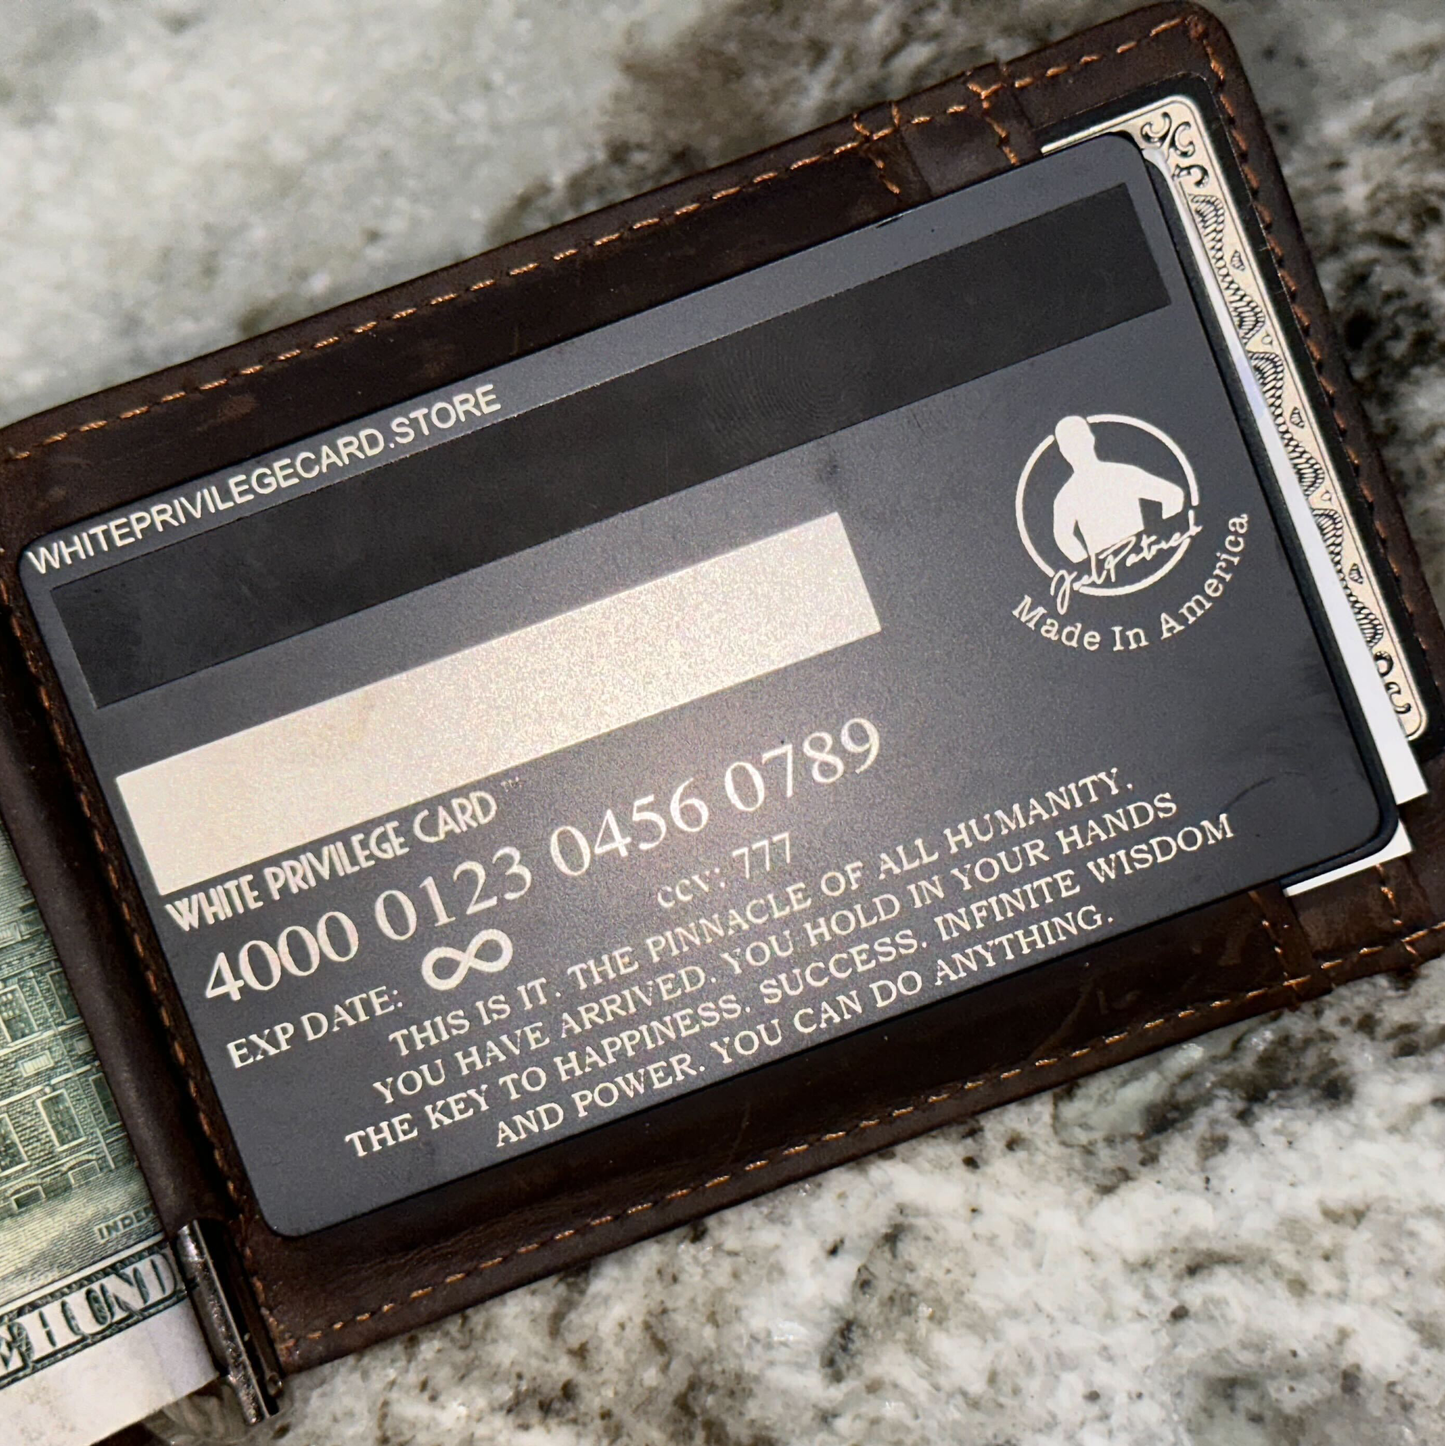 WHITEPRIVILEGECARD.STORE
Joel Patrick
Made In America
WHITE PRIVILEGE CARD™
4000 0123 0456 0789
ccv: 777
EXP DATE: ∞
THIS IS IT. THE PINNACLE OF ALL HUMANITY.
YOU HAVE ARRIVED. YOU HOLD IN YOUR HANDS
THE KEY TO HAPPINESS. SUCCESS. INFINITE WISDOM
AND POWER. YOU CAN DO ANYTHING.